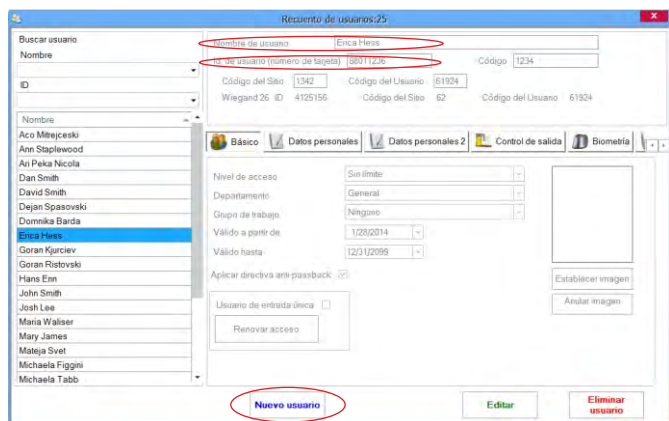 Recuento de usuarios:25
x
Buscar usuario
Nombre
ID
Nombre
Aco Mitrejceski
Ann Staplewood
Ari Peka Nicola
Dan Smith
David Smith
Dejan Spasovski
Domnika Barda
Erica Hess
Goran Kjurciev
Goran Ristovski
Hans Enn
John Smith
Josh Lee
Maria Waliser
Mary James
Mateja Svet
Michaela Figgini
Michaela Tabb
Nombre de usuario Erica Hess
Id. de usuario (número de tarjeta) 88011236 Código 1234
Código del Sitio 1342 Código del Usuario 61924
Wiegand 26 ID 4125156 Código del Sitio 62 Código del Usuario 61924
Básico Datos personales Datos personales 2 Control de salida Biometría
Nivel de acceso Sin límite
Departamento General
Grupo de trabajo Ninguno
Válido a partir de 1/28/2014
Válido hasta 12/31/2099
Aplicar directiva anti-passback
Usuario de entrada única
Renovar acceso
Establecer imagen
Anular imagen
Nuevo usuario
Editar
Eliminar
usuario